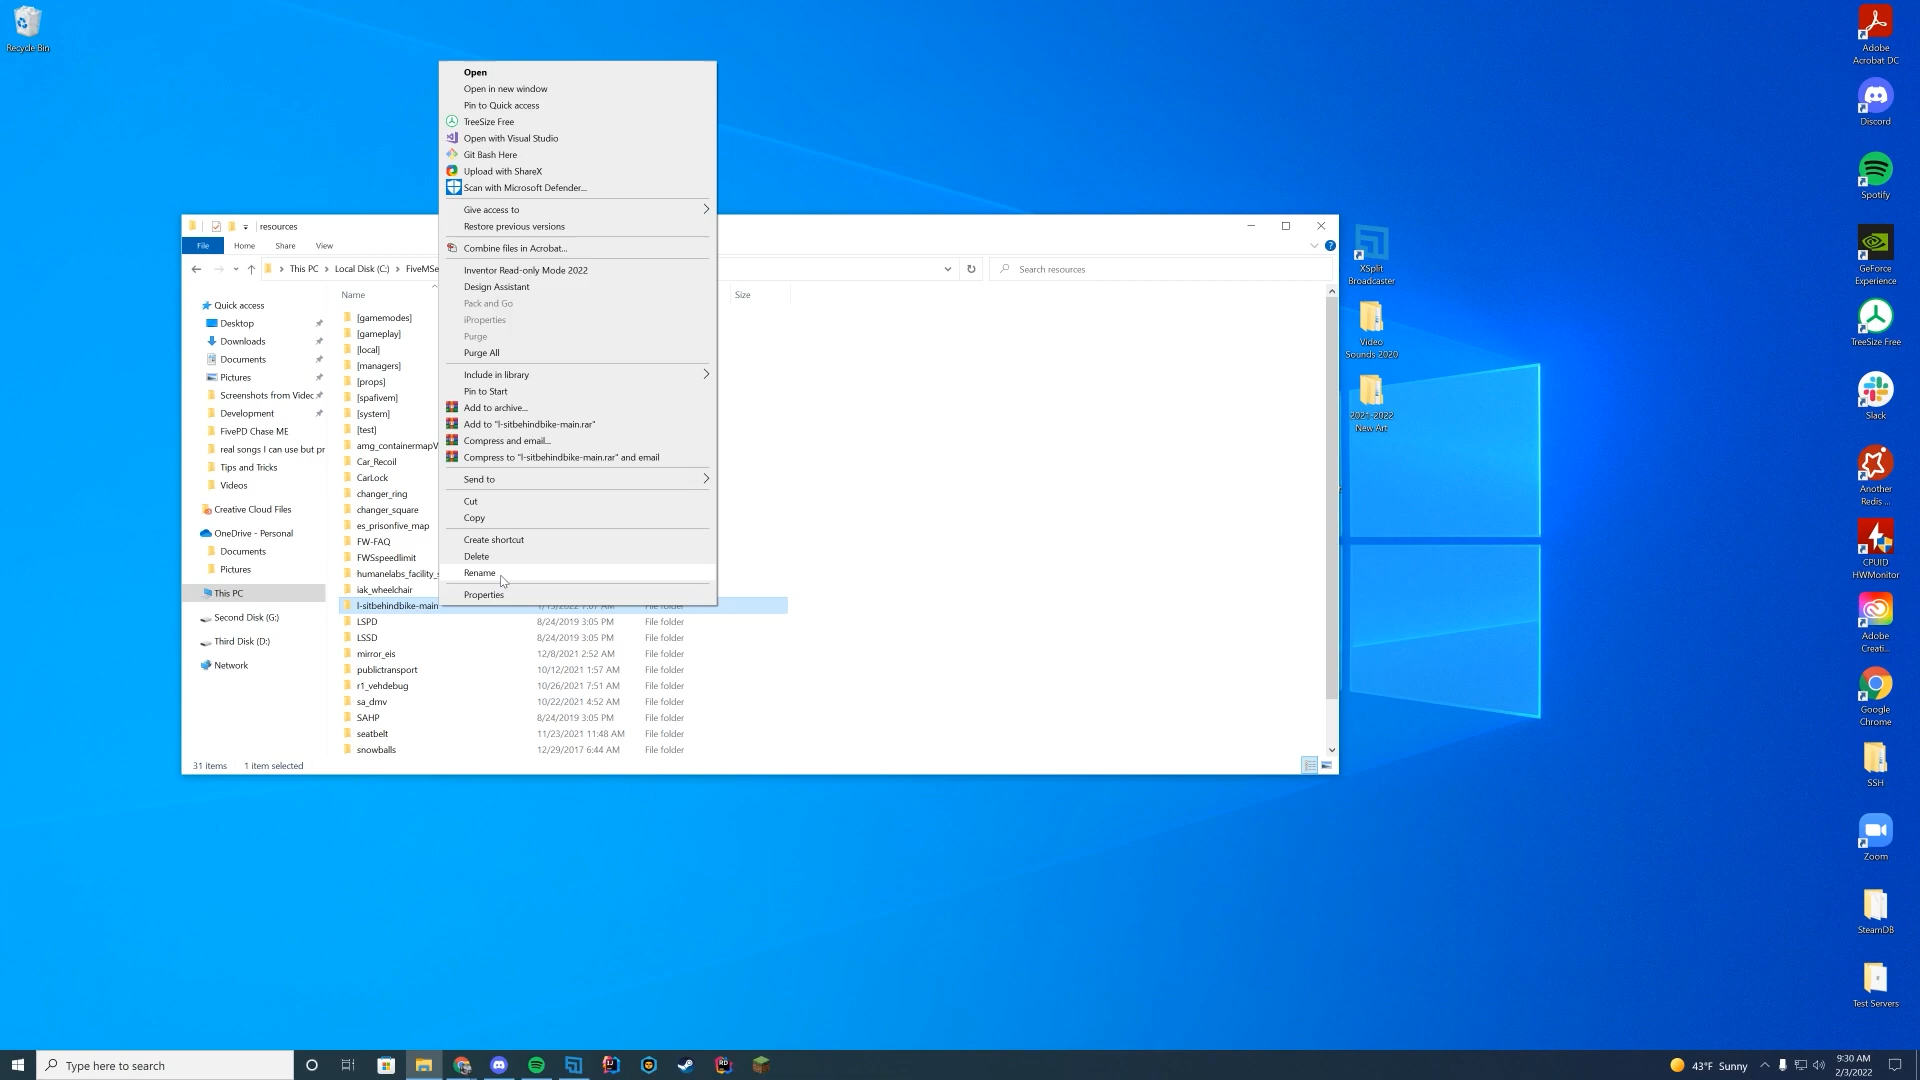 Recycle Bin
Open
Open in new window
Pin to Quick access
TreeSize Free
Open with Visual Studio
Git Bash Here
Upload with ShareX
Scan with Microsoft Defender...
Give access to
Restore previous versions
Combine files in Acrobat...
Inventor Read-only Mode 2022
Design Assistant
Pack and Go
iProperties
Purge
Purge All
Include in library
Pin to Start
Add to archive...
Add to "l-sitbehindbike-main.rar"
Compress and email...
Compress to "l-sitbehindbike-main.rar" and email
Send to
Cut
Copy
Create shortcut
Delete
Rename
Properties
resources
File Home Share View
This PC > Local Disk (C:) > FiveMSe
Search resources
Quick access
Desktop
Downloads
Documents
Pictures
Screenshots from Videc
Development
FivePD Chase ME
real songs I can use but pr
Tips and Tricks
Videos
Creative Cloud Files
OneDrive - Personal
Documents
Pictures
This PC
Second Disk (G:)
Third Disk (D:)
Network
Name Size
[gamemodes]
[gameplay]
[local]
[managers]
[props]
[spafivem]
[system]
[test]
amg_containermapV
Car_Recoil
CarLock
changer_ring
changer_square
es_prisonfive_map
FW-FAQ
FWSspeedlimit
humanelabs_facility_s
iak_wheelchair
l-sitbehindbike-main File folder
LSPD 8/24/2019 3:05 PM File folder
LSSD 8/24/2019 3:05 PM File folder
mirror_eis 12/8/2021 2:52 AM File folder
publictransport 10/12/2021 1:57 AM File folder
r1_vehdebug 10/26/2021 7:51 AM File folder
sa_dmv 10/22/2021 4:52 AM File folder
SAHP 8/24/2019 3:05 PM File folder
seatbelt 11/23/2021 11:48 AM File folder
snowballs 12/29/2017 6:44 AM File folder
31 items 1 item selected
XSplit
Broadcaster
Video
Sounds 2020
2021-2022
New Art
Adobe
Acrobat DC
Discord
Spotify
GeForce
Experience
TreeSize Free
Slack
Another
Redis ...
CPUID
HWMonitor
Adobe
Creati...
Google
Chrome
SSH
Zoom
SteamDB
Test Servers
Type here to search
43°F Sunny
9:30 AM
2/3/2022